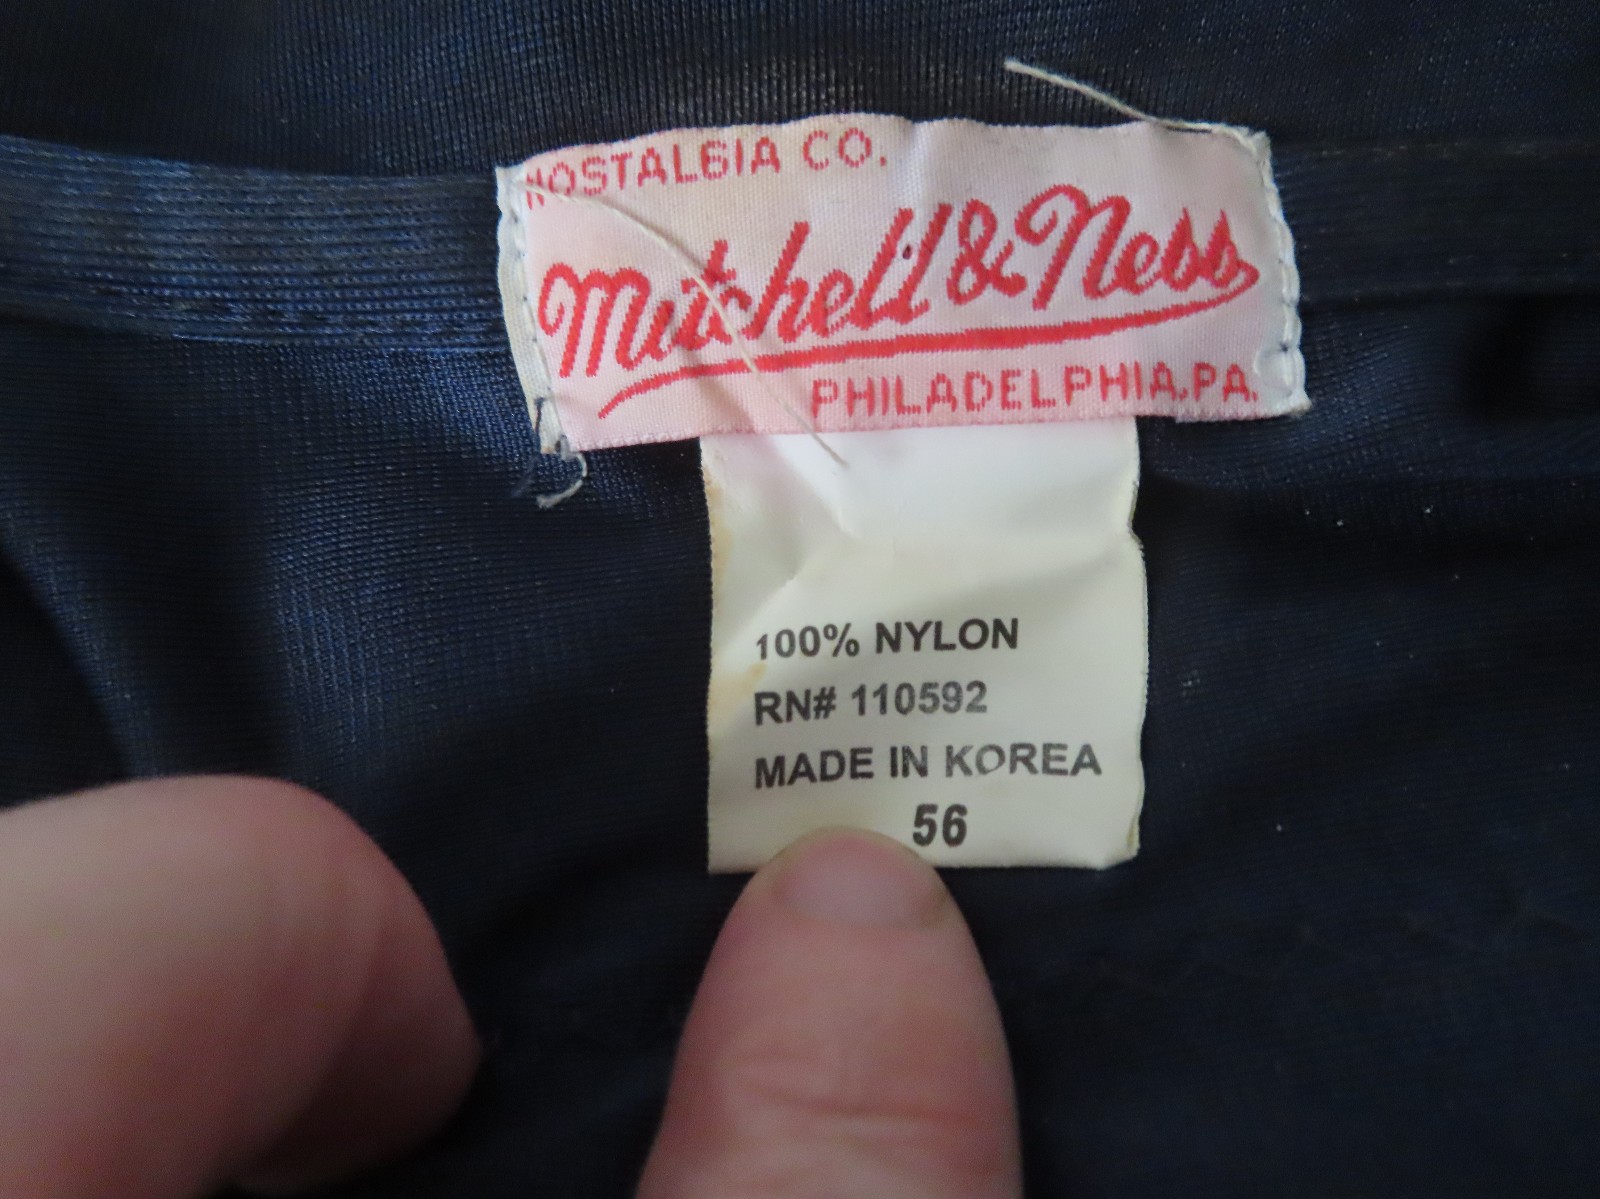 NOSTALGIA CO.
Mitchell & Ness
PHILADELPHIA, PA.
100% NYLON
RN# 110592
MADE IN KOREA
56